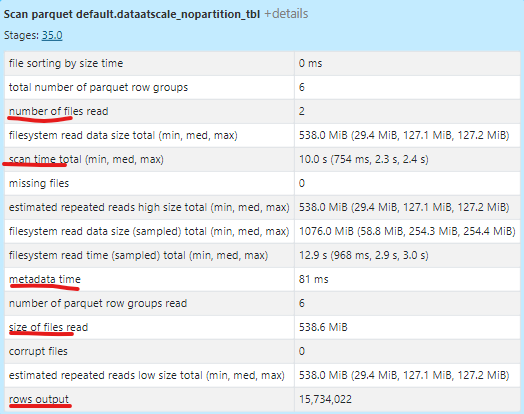 Scan parquet default.dataatscale_nopartition_tbl +details
Stages: 35.0
file sorting by size time 0 ms
total number of parquet row groups 6
number of files read 2
filesystem read data size total (min, med, max) 538.0 MiB (29.4 MiB, 127.1 MiB, 127.2 MiB)
scan time total (min, med, max) 10.0 s (754 ms, 2.3 s, 2.4 s)
missing files 0
estimated repeated reads high size total (min, med, max) 538.0 MiB (29.4 MiB, 127.1 MiB, 127.2 MiB)
filesystem read data size (sampled) total (min, med, max) 1076.0 MiB (58.8 MiB, 254.3 MiB, 254.4 MiB)
filesystem read time (sampled) total (min, med, max) 12.9 s (968 ms, 2.9 s, 3.0 s)
metadata time 81 ms
number of parquet row groups read 6
size of files read 538.6 MiB
corrupt files 0
estimated repeated reads low size total (min, med, max) 538.0 MiB (29.4 MiB, 127.1 MiB, 127.2 MiB)
rows output 15,734,022